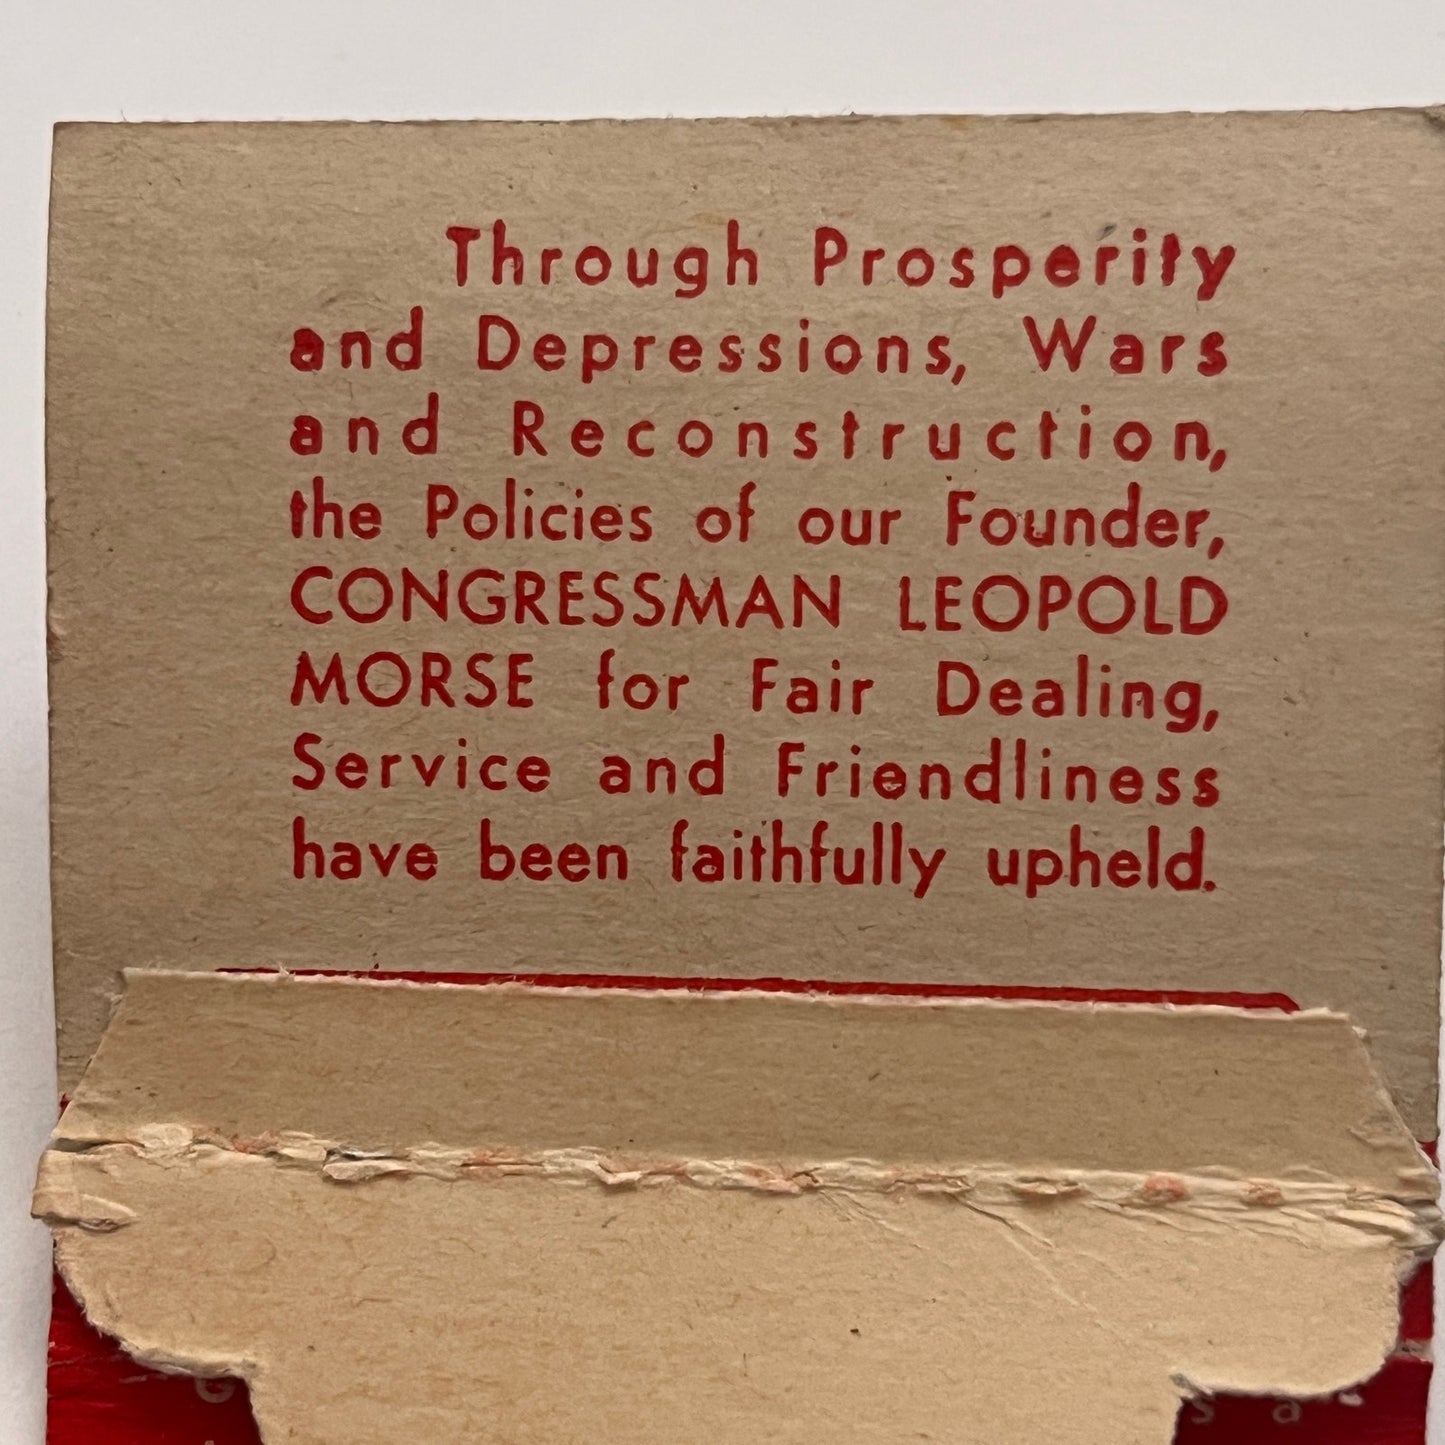 Through Prosperity
and Depressions, Wars
and Reconstruction,
the Policies of our Founder,
CONGRESSMAN LEOPOLD
MORSE for Fair Dealing,
Service and Friendliness
have been faithfully upheld.